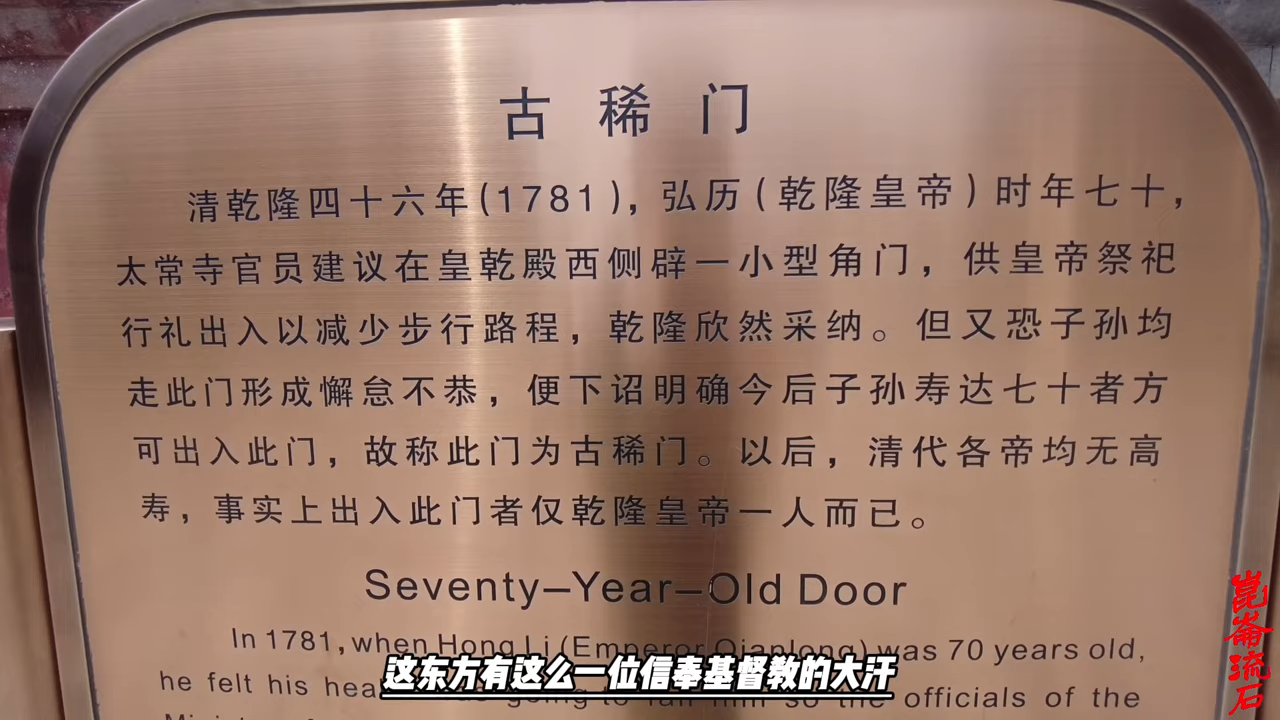 古稀门
清乾隆四十六年(1781)，弘历(乾隆皇帝)时年七十，
太常寺官员建议在皇乾殿西侧辟一小型角门，供皇帝祭祀
行礼出入以减少步行路程，乾隆欣然采纳。但又恐子孙均
走此门形成懈怠不恭，便下诏明确今后子孙寿达七十者方
可出入此门，故称此门为古稀门。以后，清代各帝均无高
寿，事实上出入此门者仅乾隆皇帝一人而已。
Seventy-Year-Old Door
In 1781, when Hong Li (Emperor Qianlong) was 70 years old,
he felt his the officials of the
这东方有这么一位信奉基督教的大汗
崑崙流石